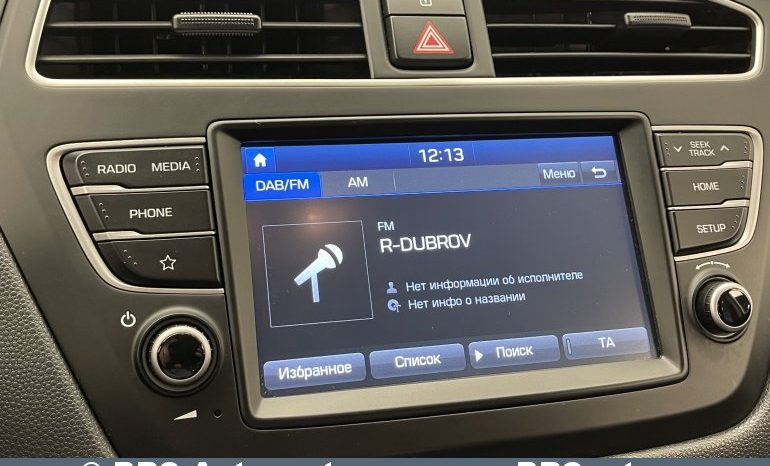 12:13
DAB/FM AM Меню
FM
R-DUBROV
Нет информации об исполнителе
Нет инфо о названии
Избранное Список Поиск TA
RADIO MEDIA
PHONE
SEEK
TRACK
HOME
SETUP